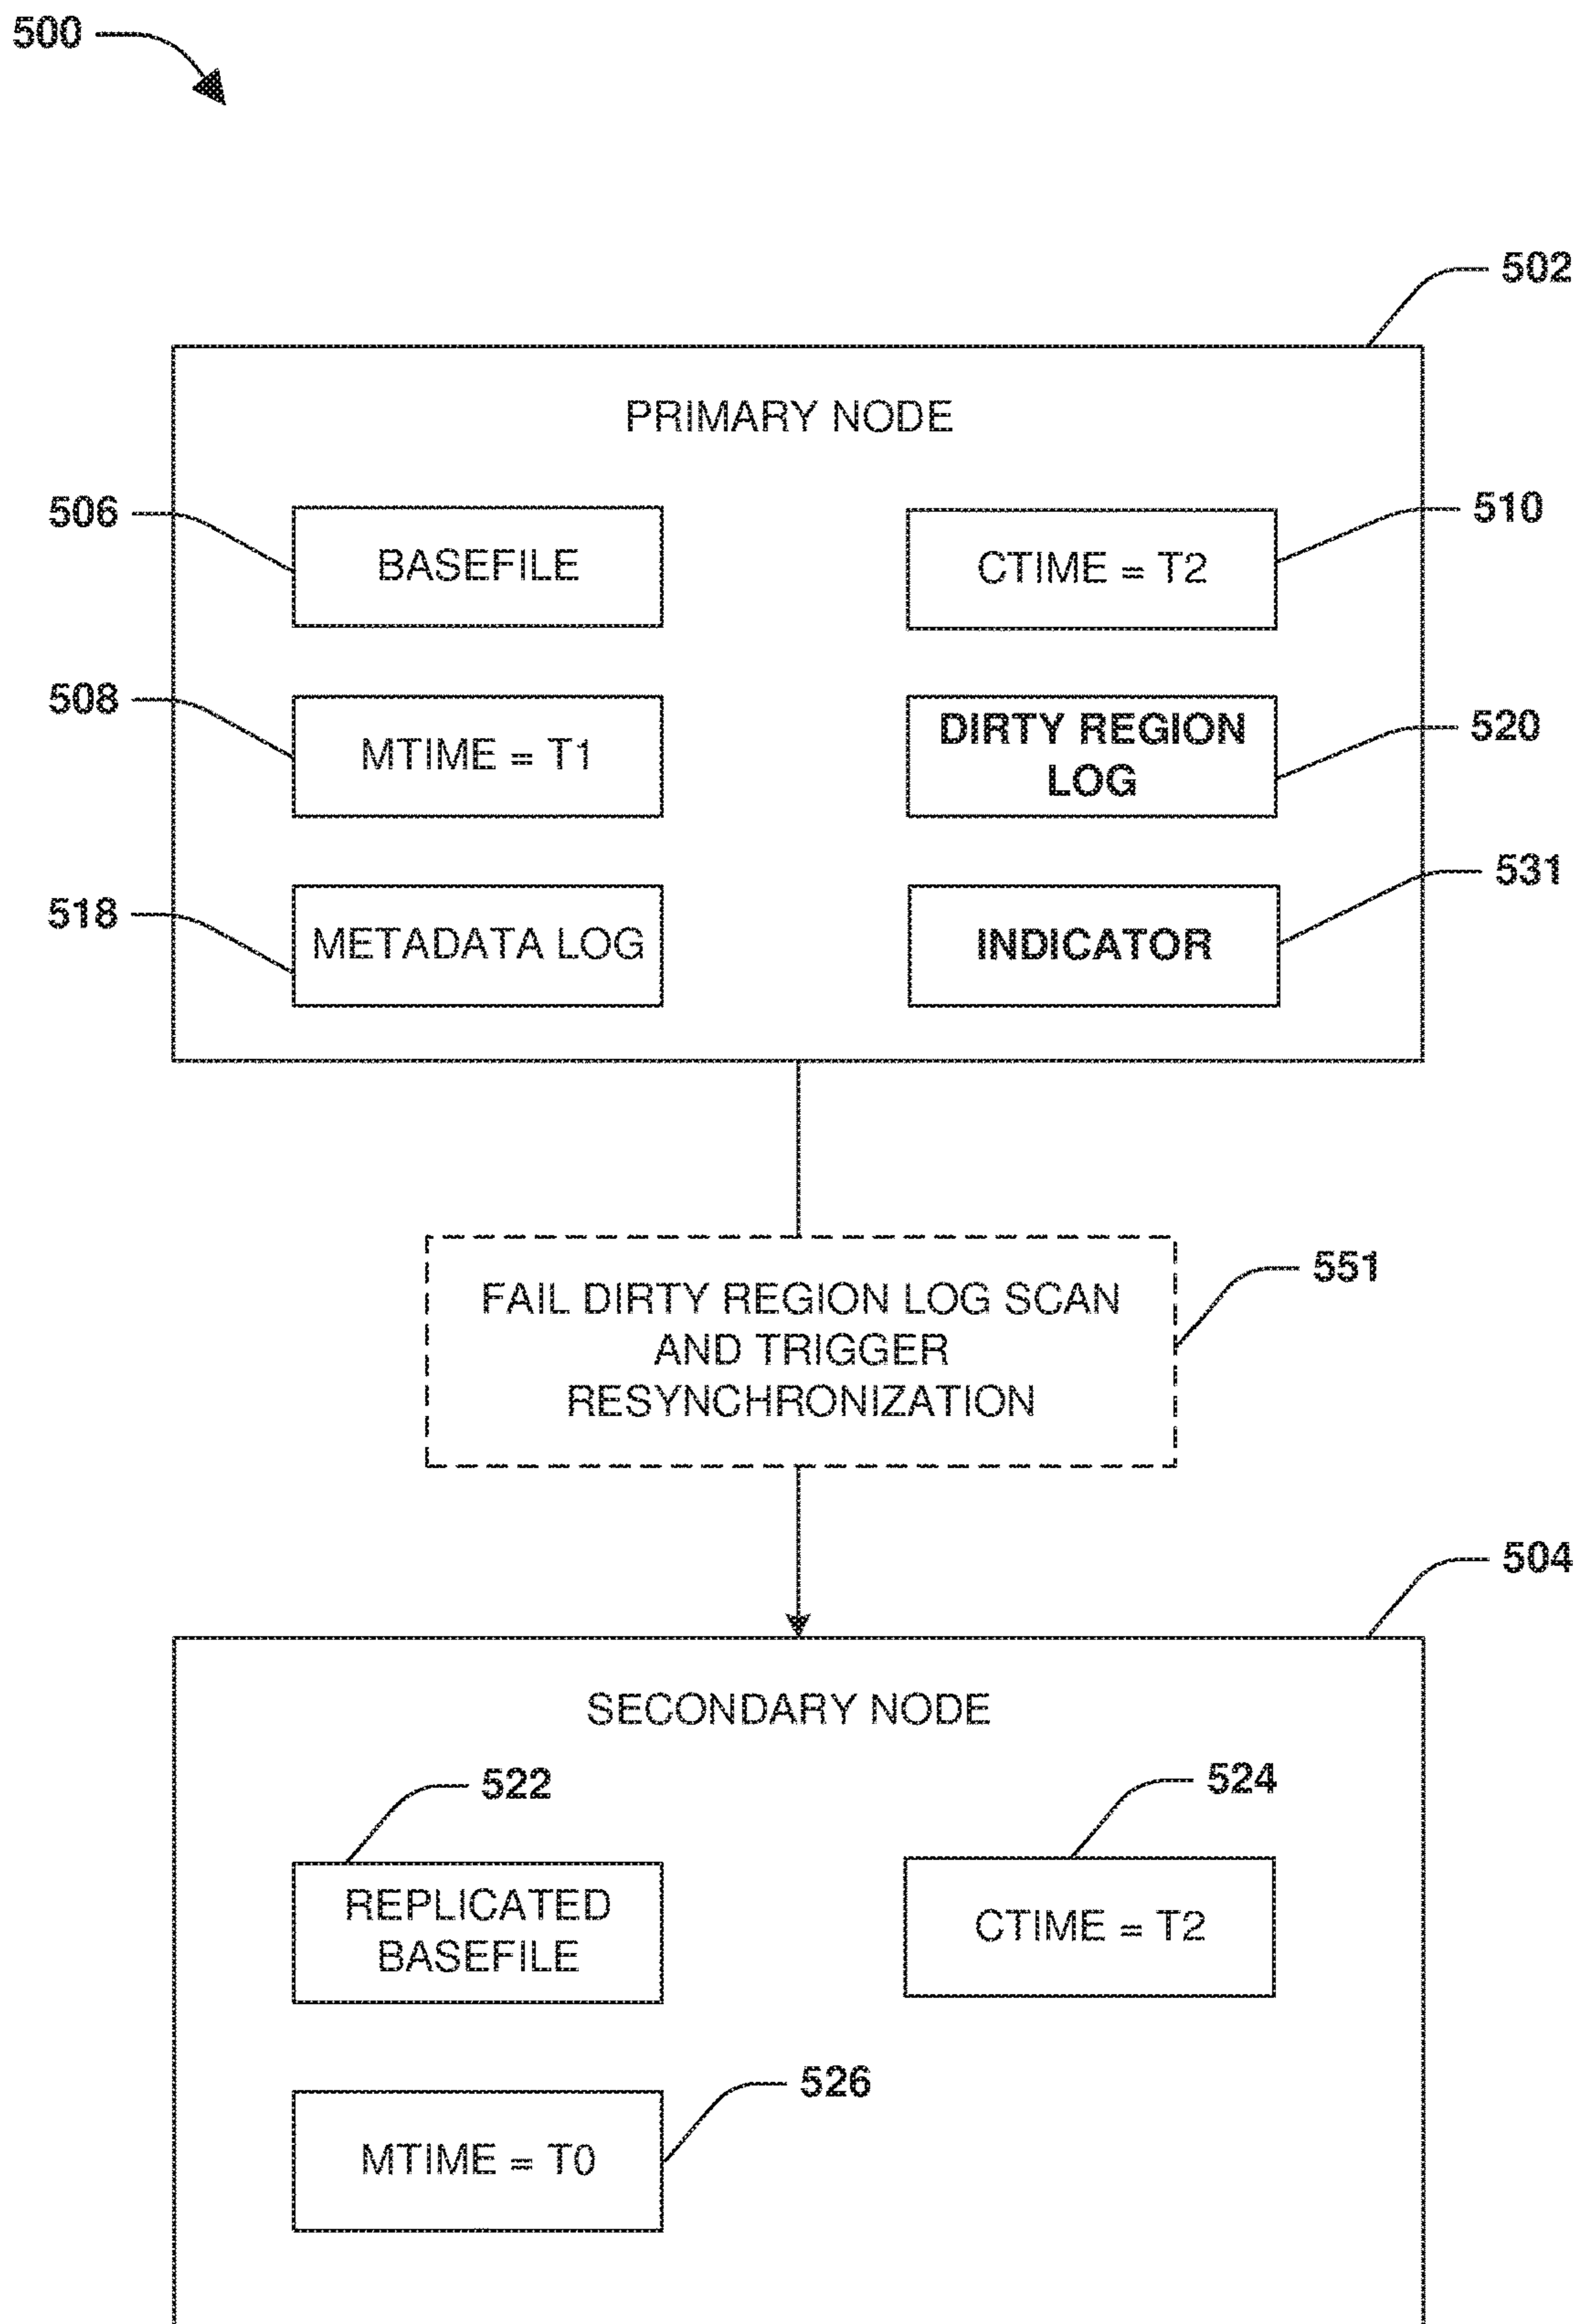 500
502
PRIMARY NODE
506
BASEFILE
CTIME = T2
510
508
MTIME = T1
DIRTY REGION
LOG
520
518
METADATA LOG
INDICATOR
531
FAIL DIRTY REGION LOG SCAN
AND TRIGGER
RESYNCHRONIZATION
551
504
SECONDARY NODE
522
REPLICATED
BASEFILE
524
CTIME = T2
526
MTIME = T0